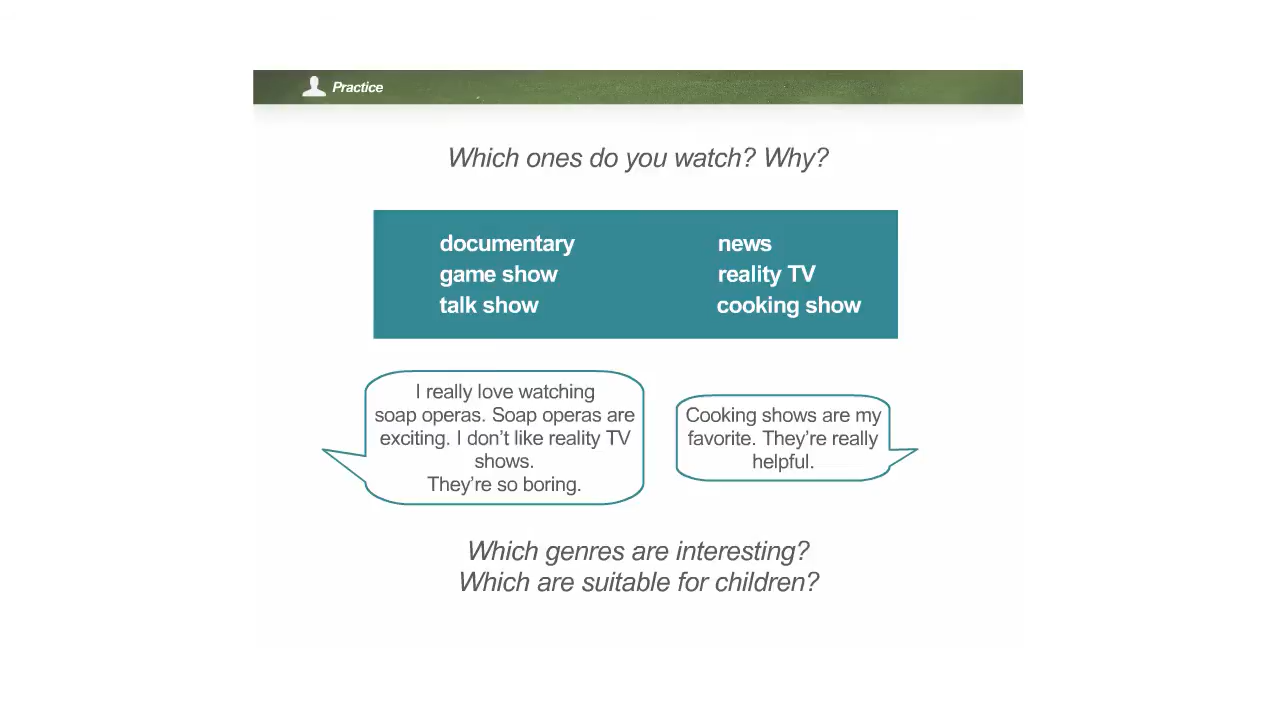 Practice
Which ones do you watch? Why?
documentary
game show
talk show
news
reality TV
cooking show
I really love watching
soap operas. Soap operas are
exciting. I don’t like reality TV
shows.
They’re so boring.
Cooking shows are my
favorite. They’re really
helpful.
Which genres are interesting?
Which are suitable for children?